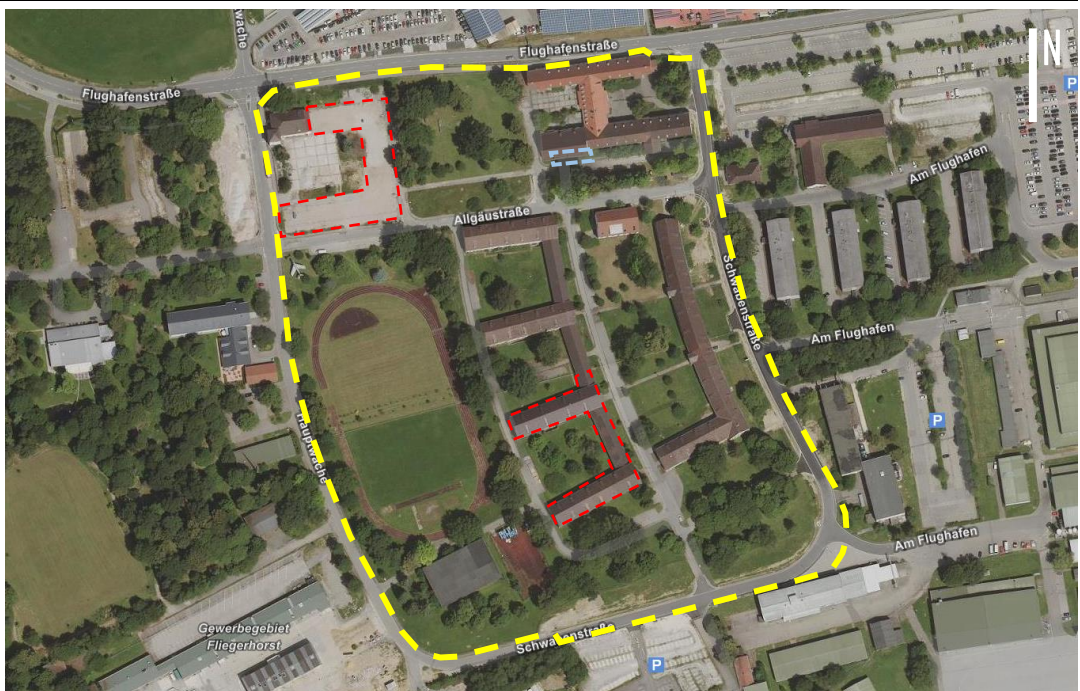 wache
Flughafenstraße
N
Flughafenstraße
P
Am Flughafen
Allgäustraße
Schwabenstraße
Am Flughafen
P
Hauptwache
Am Flughafen
Gewerbegebiet
Fliegerhorst
Schwabenstraße
P